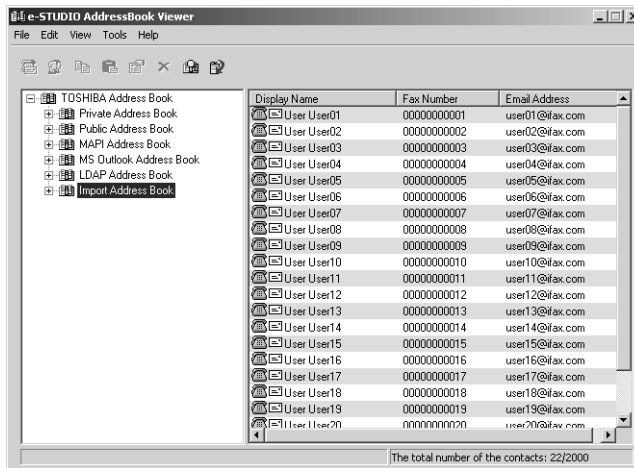 e-STUDIO AddressBook Viewer
File Edit View Tools Help
TOSHIBA Address Book
Private Address Book
Public Address Book
MAPI Address Book
MS Outlook Address Book
LDAP Address Book
Import Address Book
Display Name Fax Number Email Address
User User01 00000000001 user01@ifax.com
User User02 00000000002 user02@ifax.com
User User03 00000000003 user03@ifax.com
User User04 00000000004 user04@ifax.com
User User05 00000000005 user05@ifax.com
User User06 00000000006 user06@ifax.com
User User07 00000000007 user07@ifax.com
User User08 00000000008 user08@ifax.com
User User09 00000000009 user09@ifax.com
User User10 00000000010 user10@ifax.com
User User11 00000000011 user11@ifax.com
User User12 00000000012 user12@ifax.com
User User13 00000000013 user13@ifax.com
User User14 00000000014 user14@ifax.com
User User15 00000000015 user15@ifax.com
User User16 00000000016 user16@ifax.com
User User17 00000000017 user17@ifax.com
User User18 00000000018 user18@ifax.com
User User19 00000000019 user19@ifax.com
User User20 00000000020 user20@ifax.com
The total number of the contacts: 22/2000